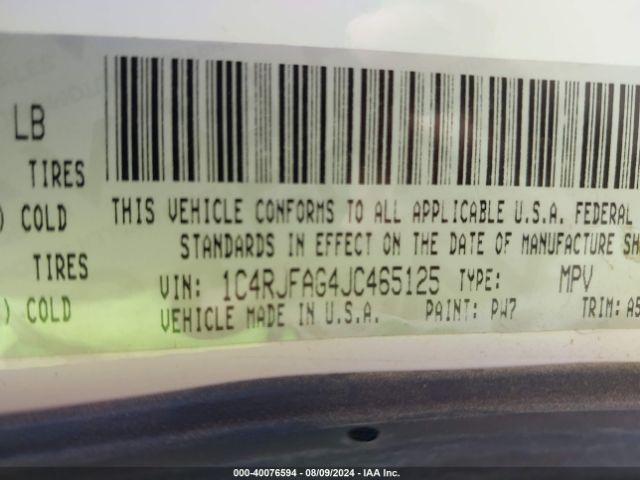 LB
TIRES
) COLD
TIRES
) COLD
THIS VEHICLE CONFORMS TO ALL APPLICABLE U.S.A. FEDERAL
STANDARDS IN EFFECT ON THE DATE OF MANUFACTURE SH
VIN: 1C4RJFAG4JC465125 TYPE: MPV
VEHICLE MADE IN U.S.A. PAINT: PW7 TRIM: A5
000-40076594 - 08/09/2024 - IAA Inc.